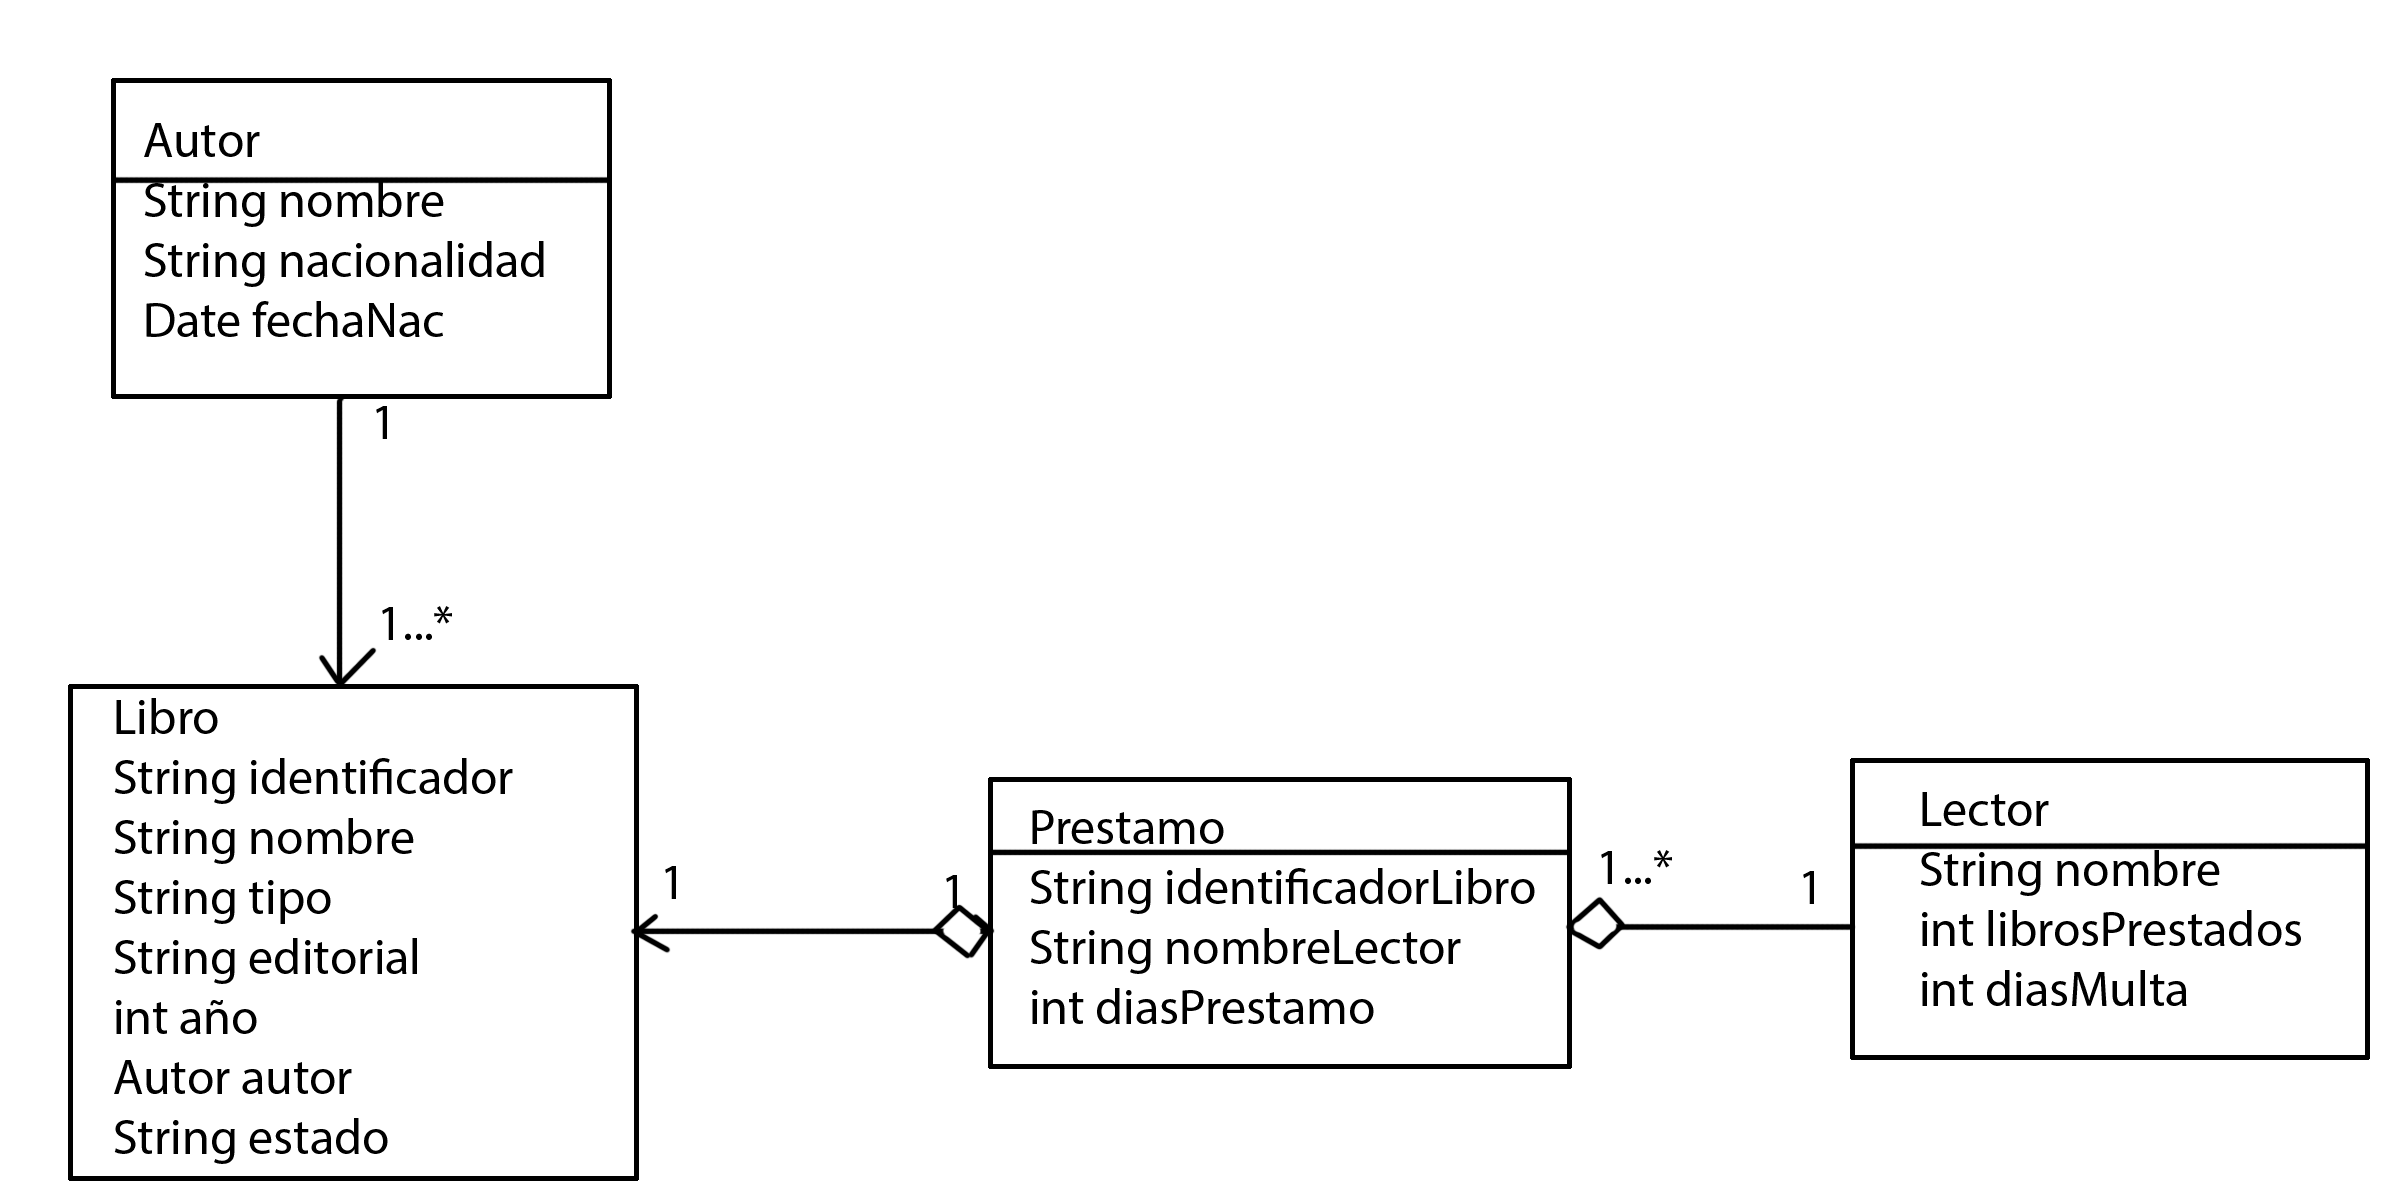 Autor
String nombre
String nacionalidad
Date fechaNac
1
1...*
Libro
String identificador
String nombre
String tipo
String editorial
int año
Autor autor
String estado
1
1
Prestamo
String identificadorLibro
String nombreLector
int diasPrestamo
1...*
1
Lector
String nombre
int librosPrestados
int diasMulta